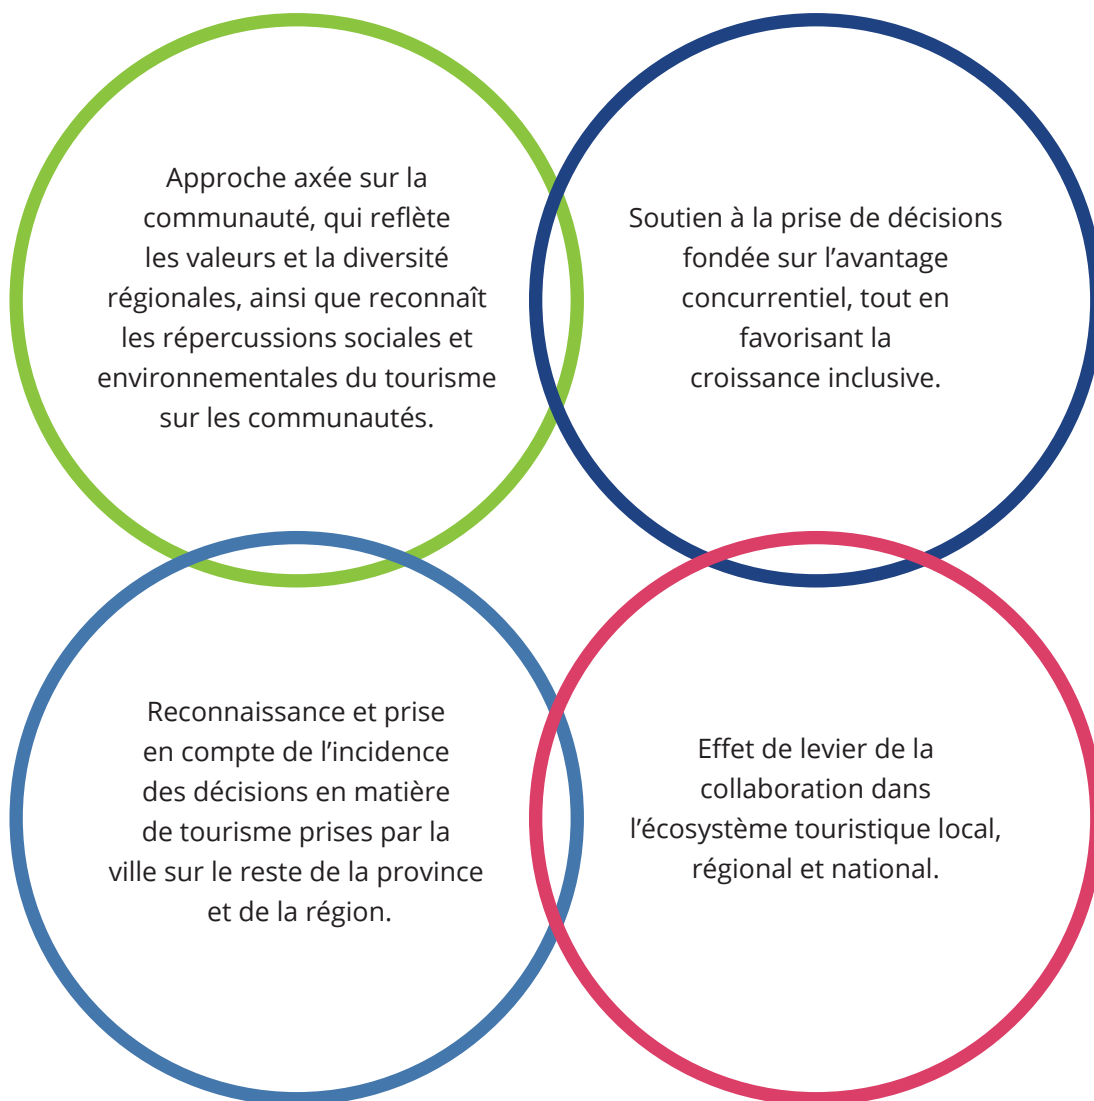 Approche axée sur la
communauté, qui reflète
les valeurs et la diversité
régionales, ainsi que reconnaît
les répercussions sociales et
environnementales du tourisme
sur les communautés.
Soutien à la prise de décisions
fondée sur l’avantage
concurrentiel, tout en
favorisant la
croissance inclusive.
Reconnaissance et prise
en compte de l’incidence
des décisions en matière
de tourisme prises par la
ville sur le reste de la province
et de la région.
Effet de levier de la
collaboration dans
l’écosystème touristique local,
régional et national.